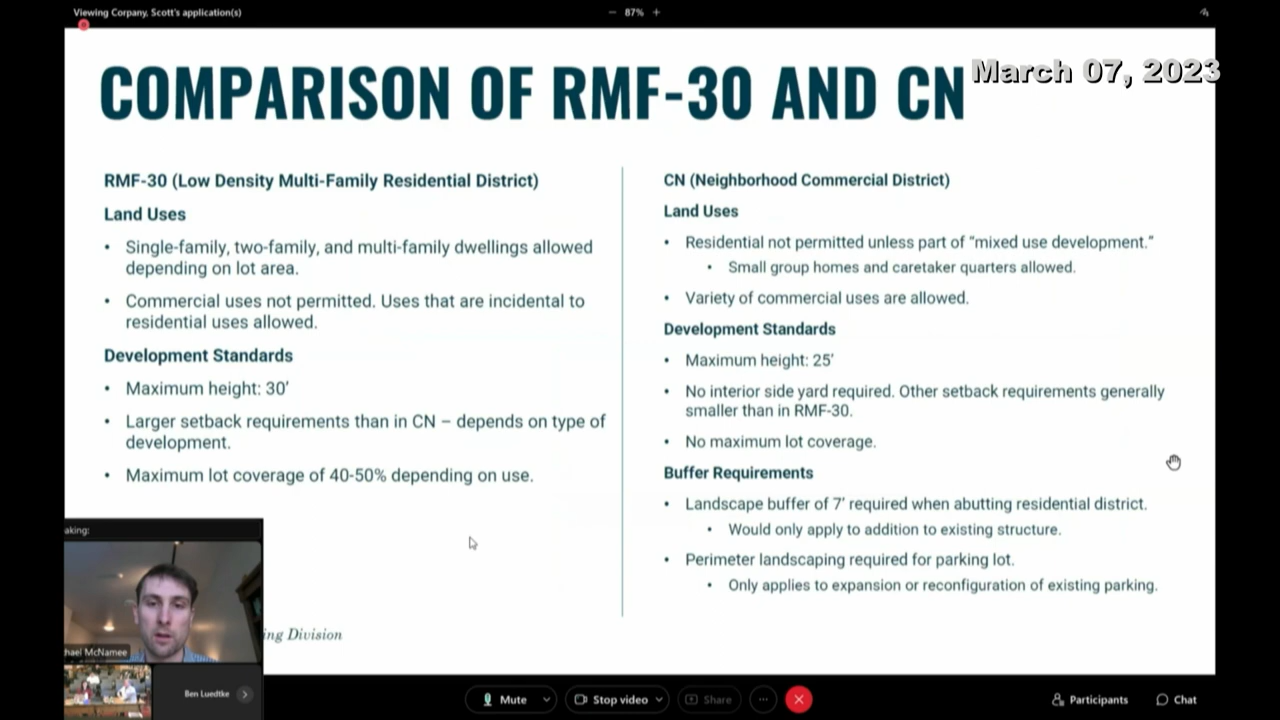 Viewing Corpany, Scott's application(s)
− 87% +
March 07, 2023
COMPARISON OF RMF-30 AND CN
RMF-30 (Low Density Multi-Family Residential District)
Land Uses
• Single-family, two-family, and multi-family dwellings allowed
depending on lot area.
• Commercial uses not permitted. Uses that are incidental to
residential uses allowed.
Development Standards
• Maximum height: 30'
• Larger setback requirements than in CN – depends on type of
development.
• Maximum lot coverage of 40-50% depending on use.
CN (Neighborhood Commercial District)
Land Uses
• Residential not permitted unless part of “mixed use development.”
• Small group homes and caretaker quarters allowed.
• Variety of commercial uses are allowed.
Development Standards
• Maximum height: 25'
• No interior side yard required. Other setback requirements generally
smaller than in RMF-30.
• No maximum lot coverage.
Buffer Requirements
• Landscape buffer of 7' required when abutting residential district.
• Would only apply to addition to existing structure.
• Perimeter landscaping required for parking lot.
• Only applies to expansion or reconfiguration of existing parking.
aking:
hael McNamee
ing Division
Ben Luedtke
Mute
Stop video
Share
Participants
Chat